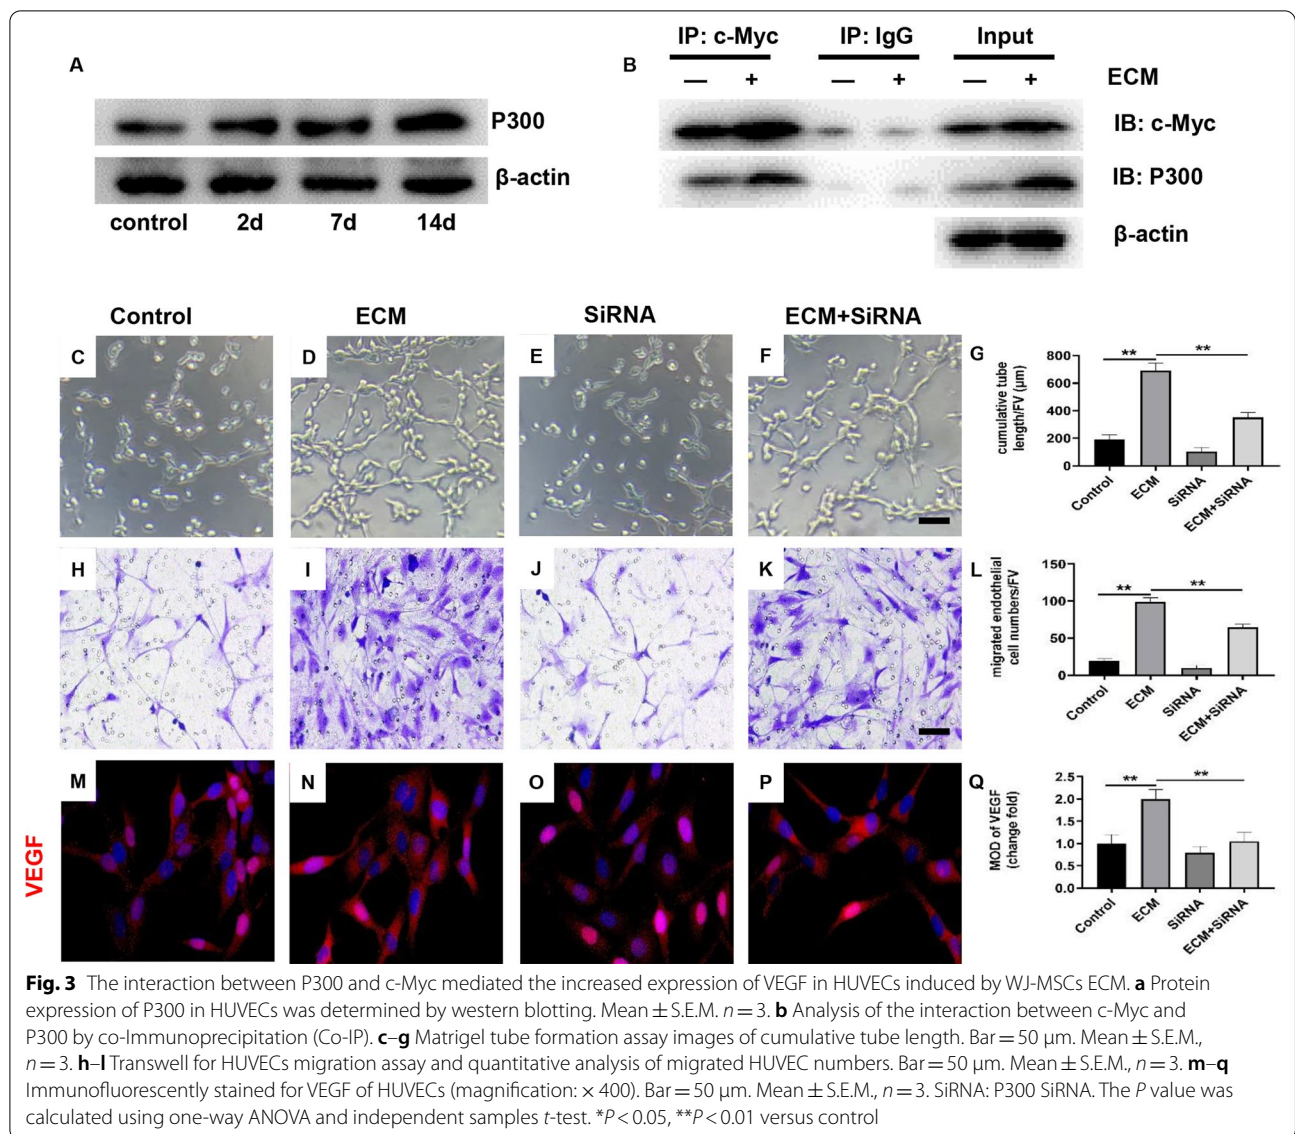 A
P300
β-actin
control 2d 7d 14d
B
IP: c-Myc IP: IgG Input
— + — + — + ECM
IB: c-Myc
IB: P300
β-actin
Control ECM SiRNA ECM+SiRNA
C D E F
G
cumulative tube
length/FV (µm)
800
600
400
200
0
** **
Control ECM SiRNA ECM+SiRNA
H I J K
L
migrated endothelial
cell numbers/FV
150
100
50
0
** **
Control ECM SiRNA ECM+SiRNA
VEGF
M N O P
Q
MOD of VEGF
(change fold)
2.5
2.0
1.5
1.0
0.5
0.0
** **
Control ECM SiRNA ECM+SiRNA
Fig. 3 The interaction between P300 and c-Myc mediated the increased expression of VEGF in HUVECs induced by WJ-MSCs ECM. a Protein
expression of P300 in HUVECs was determined by western blotting. Mean ± S.E.M. n = 3. b Analysis of the interaction between c-Myc and
P300 by co-Immunoprecipitation (Co-IP). c–g Matrigel tube formation assay images of cumulative tube length. Bar = 50 µm. Mean ± S.E.M.,
n = 3. h–l Transwell for HUVECs migration assay and quantitative analysis of migrated HUVEC numbers. Bar = 50 µm. Mean ± S.E.M., n = 3. m–q
Immunofluorescently stained for VEGF of HUVECs (magnification: × 400). Bar = 50 µm. Mean ± S.E.M., n = 3. SiRNA: P300 SiRNA. The P value was
calculated using one-way ANOVA and independent samples t-test. *P < 0.05, **P < 0.01 versus control